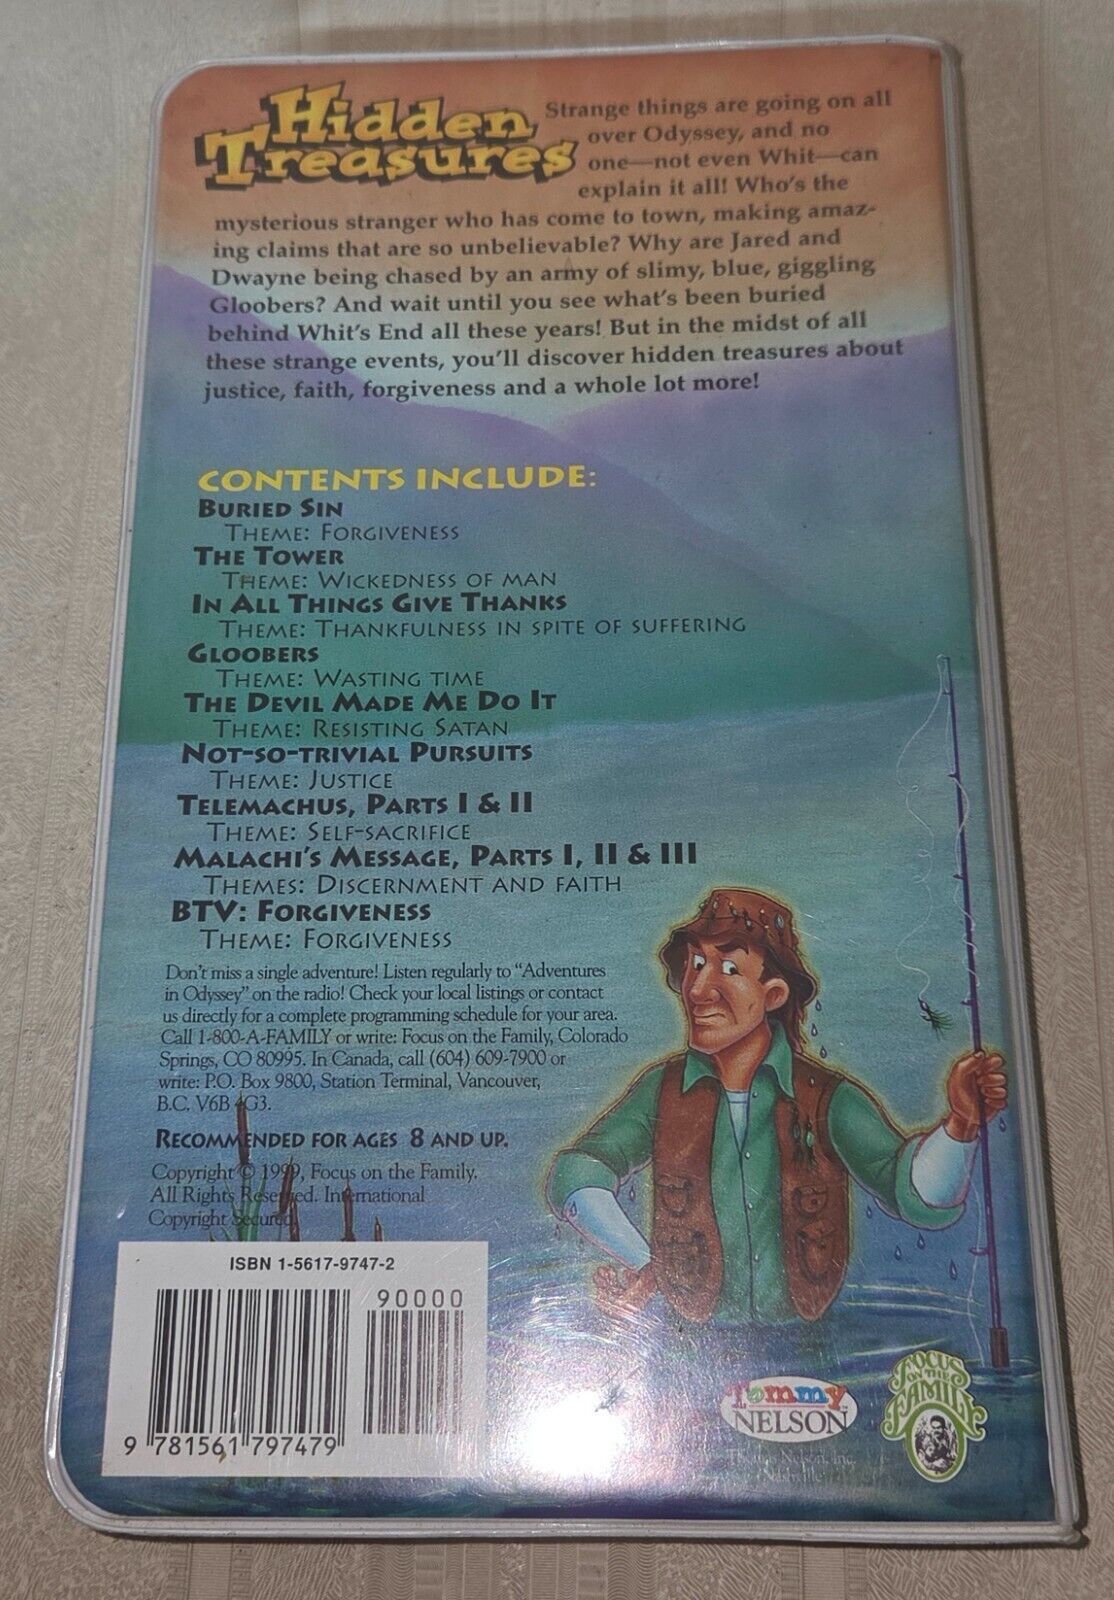 Hidden
Treasures
Strange things are going on all
over Odyssey, and no
one—not even Whit—can
explain it all! Who's the
mysterious stranger who has come to town, making amaz-
ing claims that are so unbelievable? Why are Jared and
Dwayne being chased by an army of slimy, blue, giggling
Gloobers? And wait until you see what's been buried
behind Whit's End all these years! But in the midst of all
these strange events, you'll discover hidden treasures about
justice, faith, forgiveness and a whole lot more!
CONTENTS INCLUDE:
BURIED SIN
THEME: FORGIVENESS
THE TOWER
THEME: WICKEDNESS OF MAN
IN ALL THINGS GIVE THANKS
THEME: THANKFULNESS IN SPITE OF SUFFERING
GLOOBERS
THEME: WASTING TIME
THE DEVIL MADE ME DO IT
THEME: RESISTING SATAN
NOT-SO-TRIVIAL PURSUITS
THEME: JUSTICE
TELEMACHUS, PARTS I & II
THEME: SELF-SACRIFICE
MALACHI'S MESSAGE, PARTS I, II & III
THEMES: DISCERNMENT AND FAITH
BTV: FORGIVENESS
THEME: FORGIVENESS
Don't miss a single adventure! Listen regularly to "Adventures
in Odyssey" on the radio! Check your local listings or contact
us directly for a complete programming schedule for your area.
Call 1-800-A-FAMILY or write: Focus on the Family, Colorado
Springs, CO 80995. In Canada, call (604) 609-7900 or
write: P.O. Box 9800, Station Terminal, Vancouver,
B.C. V6B 4G3.
RECOMMENDED FOR AGES 8 AND UP.
Copyright © 1999, Focus on the Family.
All Rights Reserved. International
Copyright Secured.
ISBN 1-5617-9747-2
90000
9 781561 797479
Tommy
NELSON
Thomas Nelson, Inc.
Nashville
FOCUS
ON THE
FAMILY